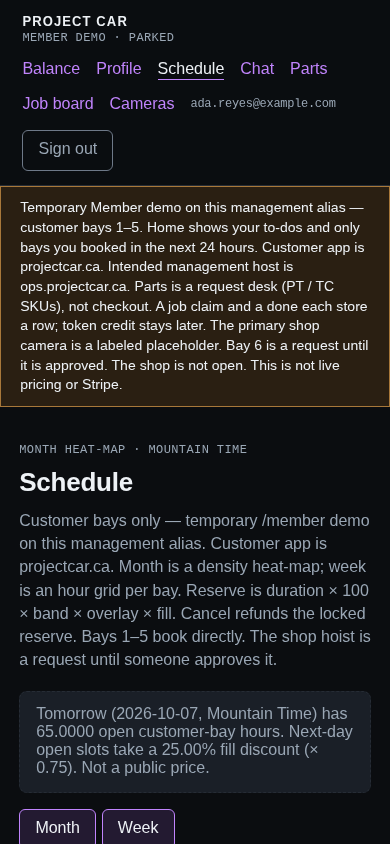 PROJECT CAR
MEMBER DEMO · PARKED
Balance Profile Schedule Chat Parts
Job board Cameras ada.reyes@example.com
Sign out
Temporary Member demo on this management alias —
customer bays 1–5. Home shows your to-dos and only
bays you booked in the next 24 hours. Customer app is
projectcar.ca. Intended management host is
ops.projectcar.ca. Parts is a request desk (PT / TC
SKUs), not checkout. A job claim and a done each store
a row; token credit stays later. The primary shop
camera is a labeled placeholder. Bay 6 is a request until
it is approved. The shop is not open. This is not live
pricing or Stripe.
MONTH HEAT-MAP · MOUNTAIN TIME
Schedule
Customer bays only — temporary /member demo
on this management alias. Customer app is
projectcar.ca. Month is a density heat-map; week
is an hour grid per bay. Reserve is duration × 100
× band × overlay × fill. Cancel refunds the locked
reserve. Bays 1–5 book directly. The shop hoist is
a request until someone approves it.
Tomorrow (2026-10-07, Mountain Time) has
65.0000 open customer-bay hours. Next-day
open slots take a 25.00% fill discount (×
0.75). Not a public price.
Month Week